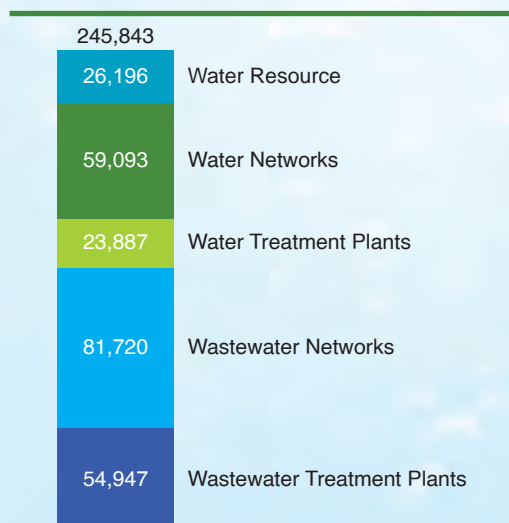 245,843
26,196 Water Resource
59,093 Water Networks
23,887 Water Treatment Plants
81,720 Wastewater Networks
54,947 Wastewater Treatment Plants